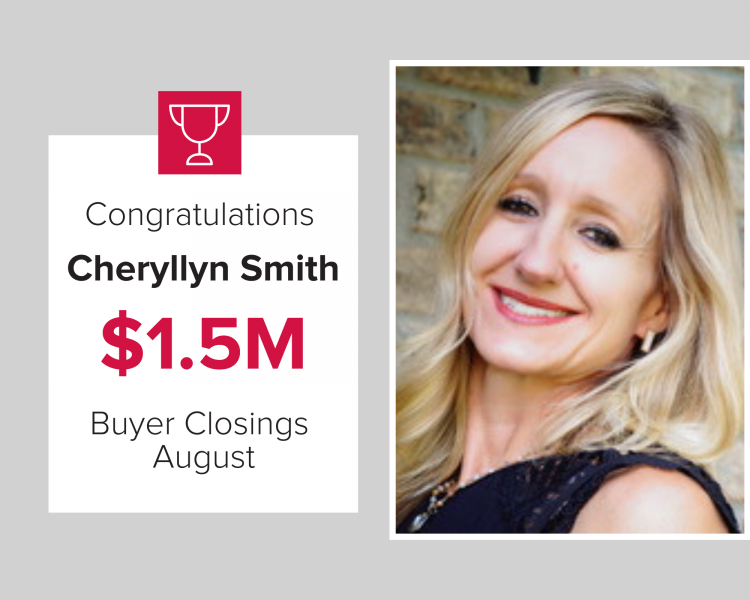 Congratulations
Cheryllyn Smith
$1.5M
Buyer Closings
August